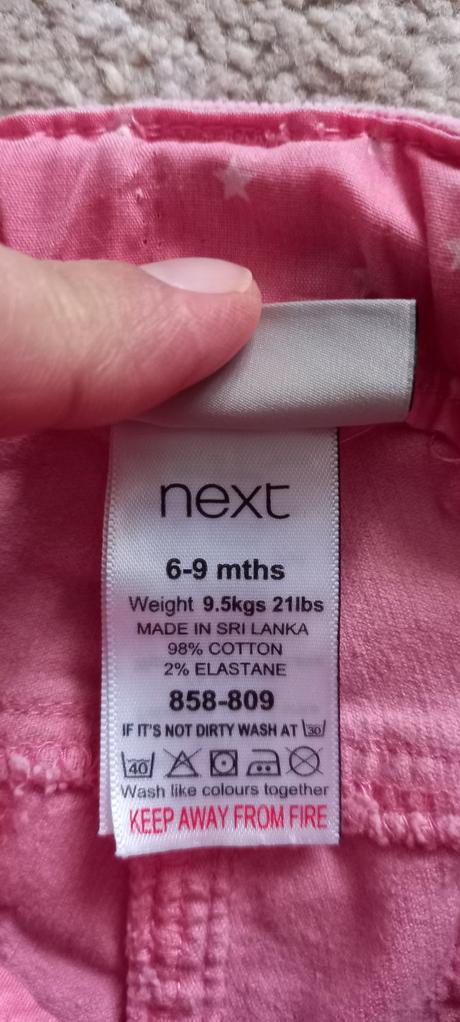 next
6-9 mths
Weight 9.5kgs 21lbs
MADE IN SRI LANKA
98% COTTON
2% ELASTANE
858-809
IF IT'S NOT DIRTY WASH AT 30
40
Wash like colours together
KEEP AWAY FROM FIRE